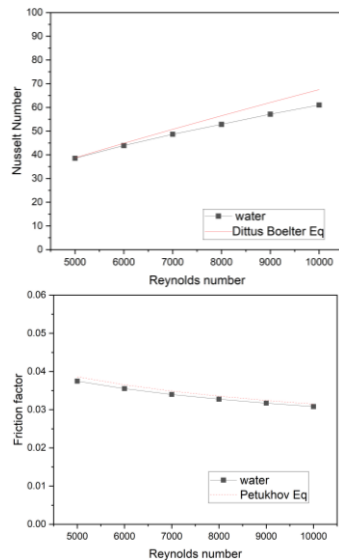 100
90
80
70
60
50
40
30
20
10
0
Nusselt Number
water
Dittus Boelter Eq
5000 6000 7000 8000 9000 10000
Reynolds number
0.06
0.05
0.04
0.03
0.02
0.01
0.00
Friction factor
water
Petukhov Eq
5000 6000 7000 8000 9000 10000
Reynolds number